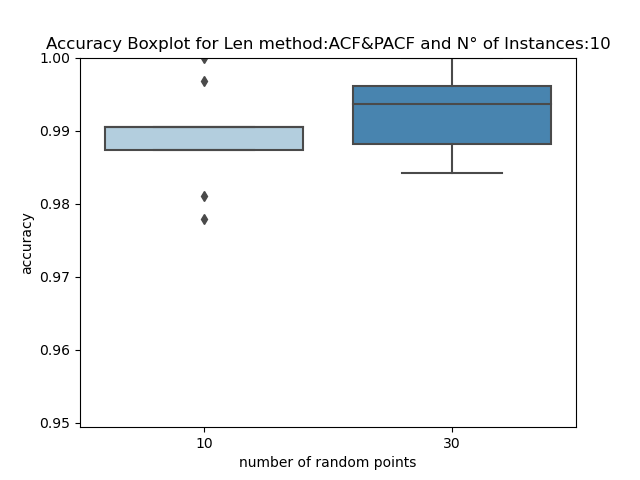 Accuracy Boxplot for Len method:ACF&PACF and N° of Instances:10
1.00
0.99
0.98
0.97
0.96
0.95
accuracy
10 30
number of random points